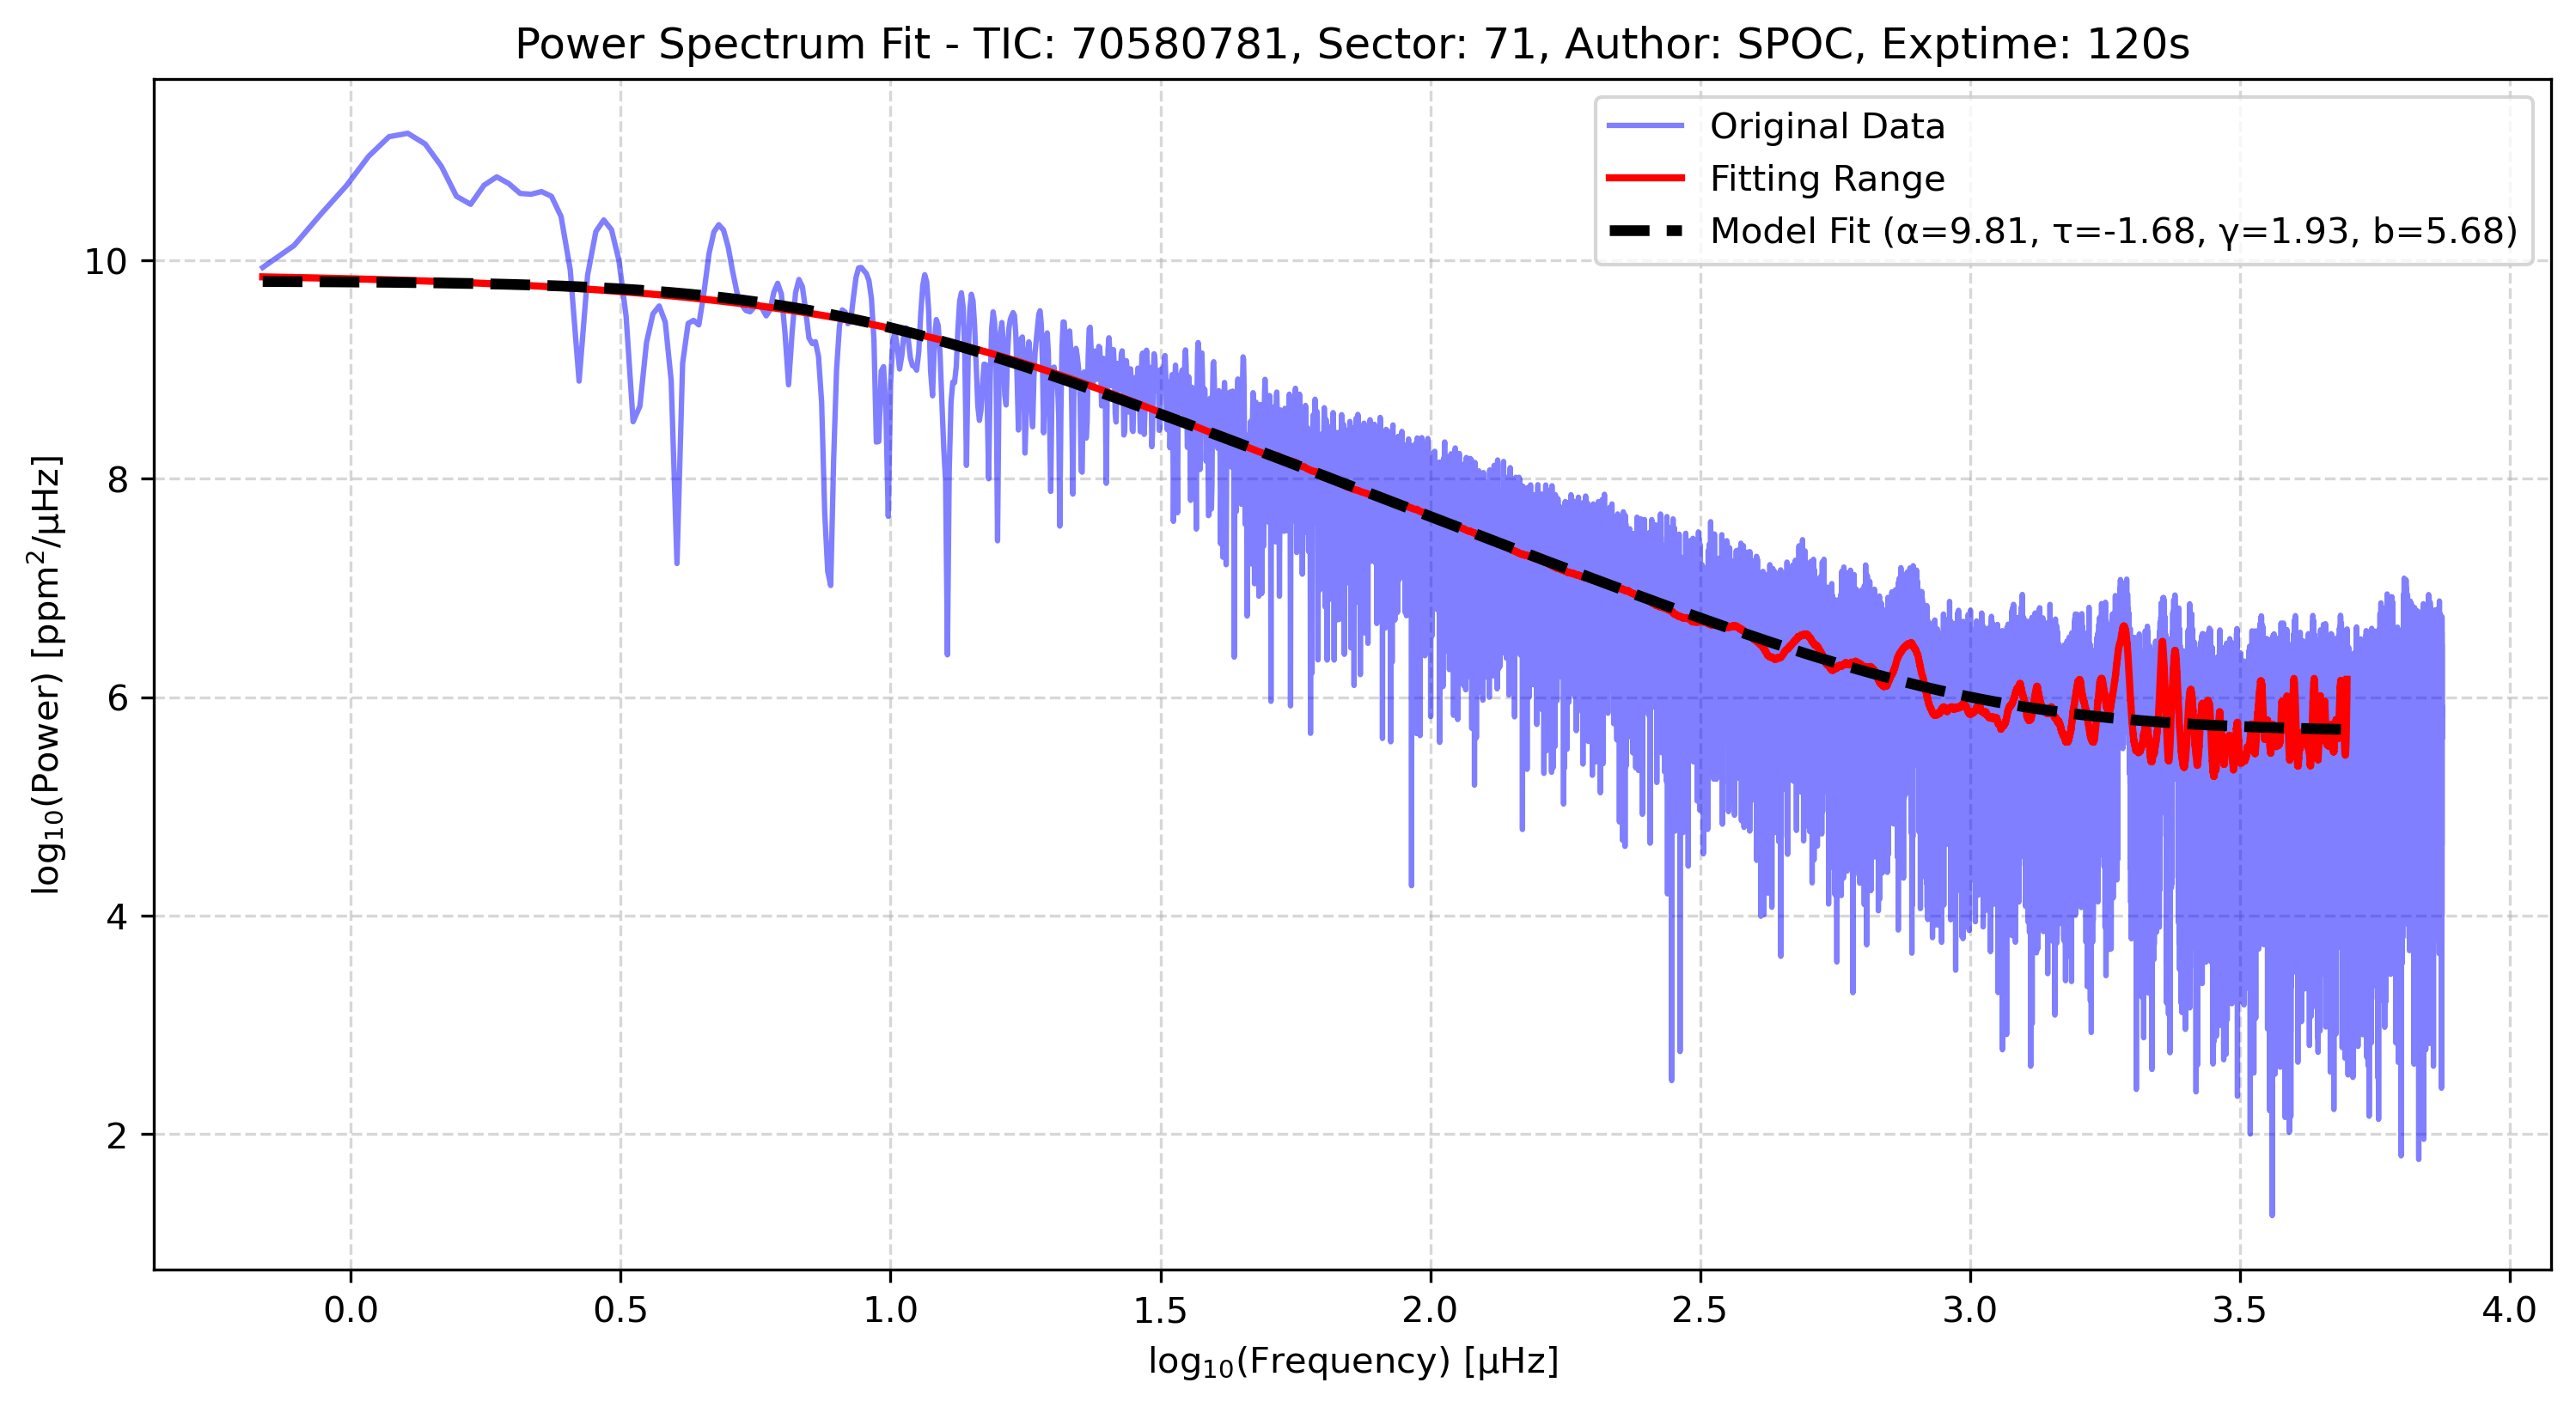 Power Spectrum Fit - TIC: 70580781, Sector: 71, Author: SPOC, Exptime: 120s
Original Data
Fitting Range
Model Fit (α=9.81, τ=-1.68, γ=1.93, b=5.68)
log₁₀(Power) [ppm²/μHz]
10
8
6
4
2
0.0 0.5 1.0 1.5 2.0 2.5 3.0 3.5 4.0
log₁₀(Frequency) [μHz]